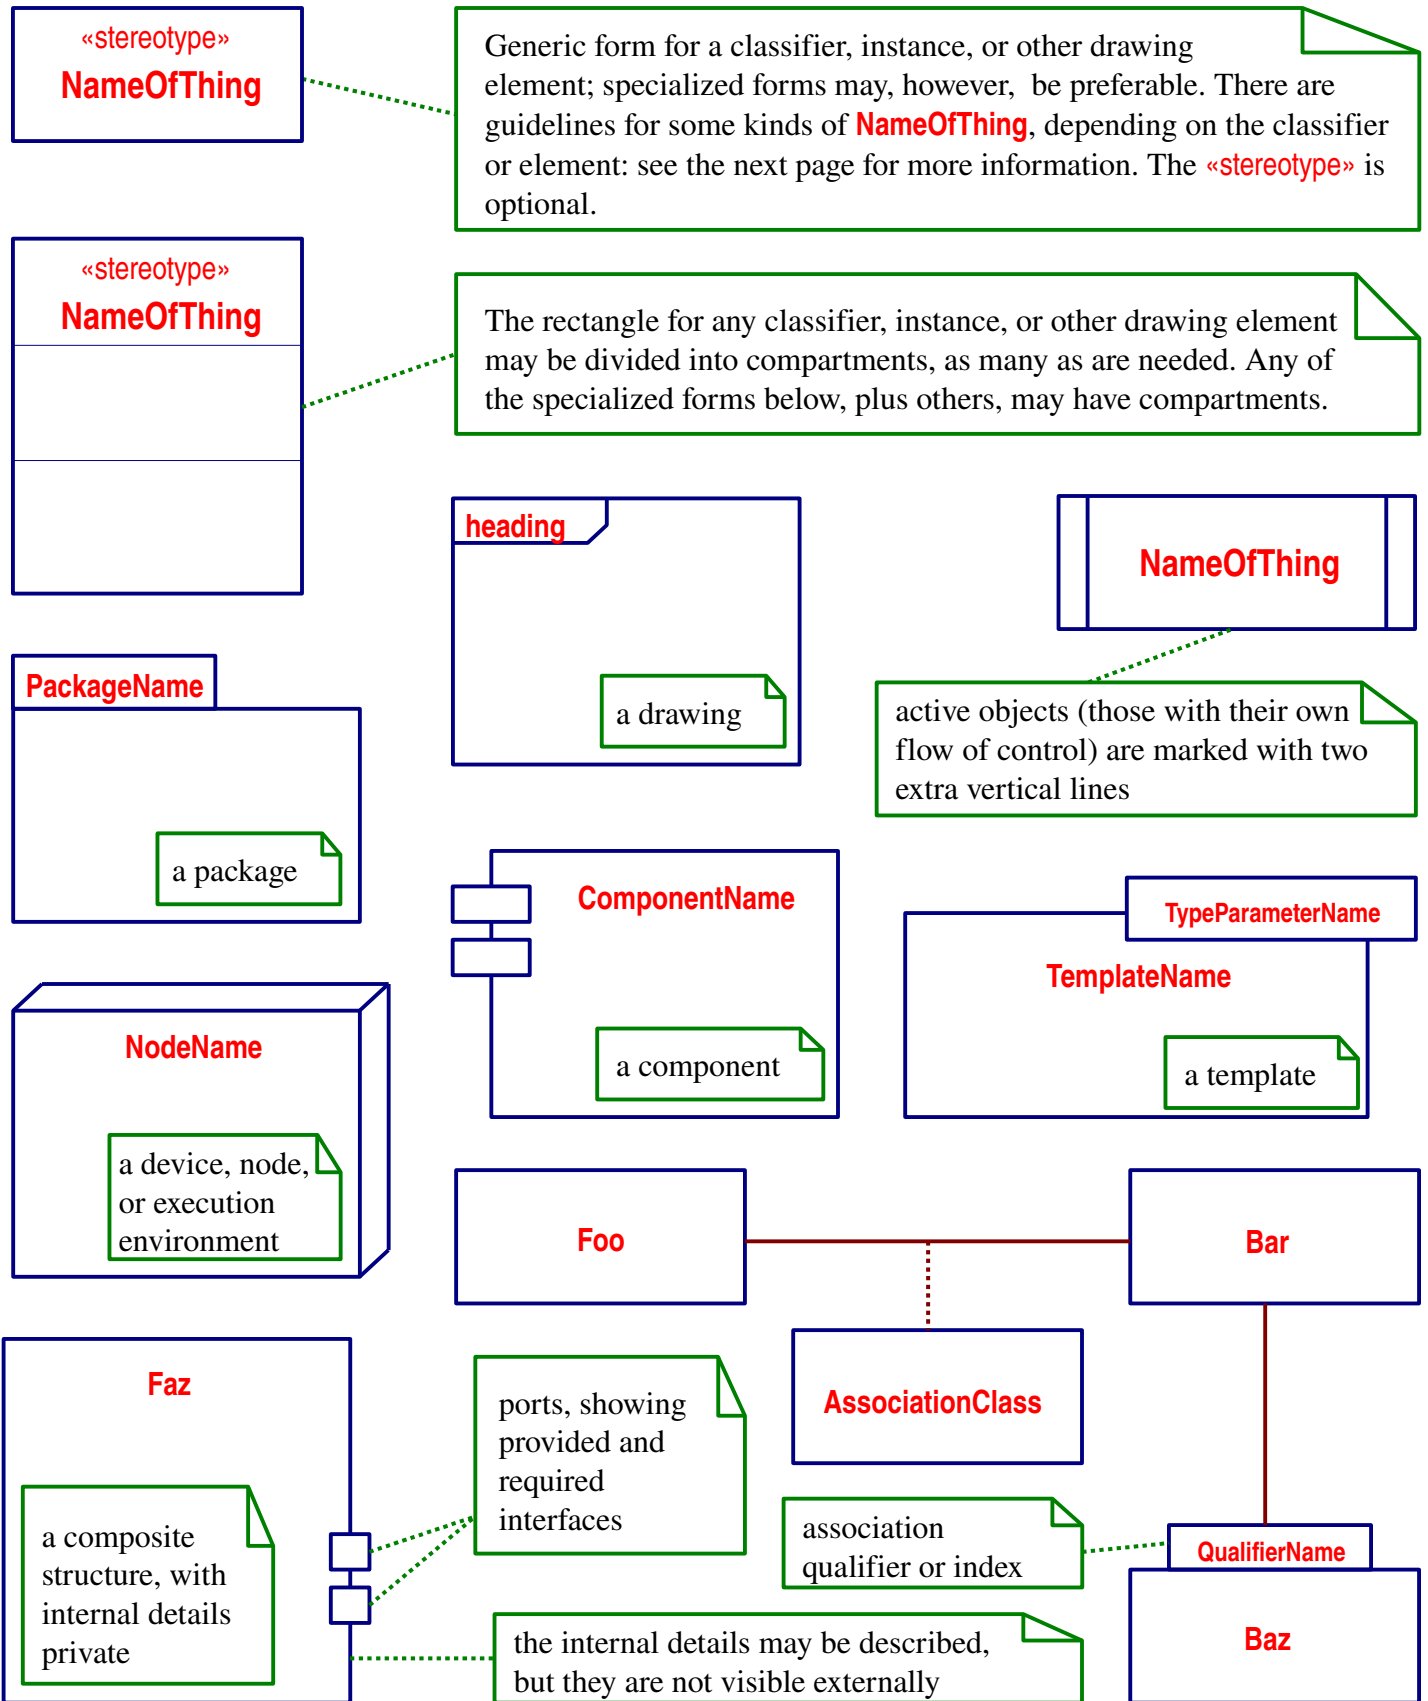 «stereotype»
NameOfThing
Generic form for a classifier, instance, or other drawing
element; specialized forms may, however, be preferable. There are
guidelines for some kinds of NameOfThing, depending on the classifier
or element: see the next page for more information. The «stereotype» is
optional.
«stereotype»
NameOfThing
The rectangle for any classifier, instance, or other drawing element
may be divided into compartments, as many as are needed. Any of
the specialized forms below, plus others, may have compartments.
heading
a drawing
NameOfThing
active objects (those with their own
flow of control) are marked with two
extra vertical lines
PackageName
a package
ComponentName
a component
TypeParameterName
TemplateName
a template
NodeName
a device, node,
or execution
environment
Foo
Bar
AssociationClass
Faz
a composite
structure, with
internal details
private
ports, showing
provided and
required
interfaces
association
qualifier or index
QualifierName
Baz
the internal details may be described,
but they are not visible externally